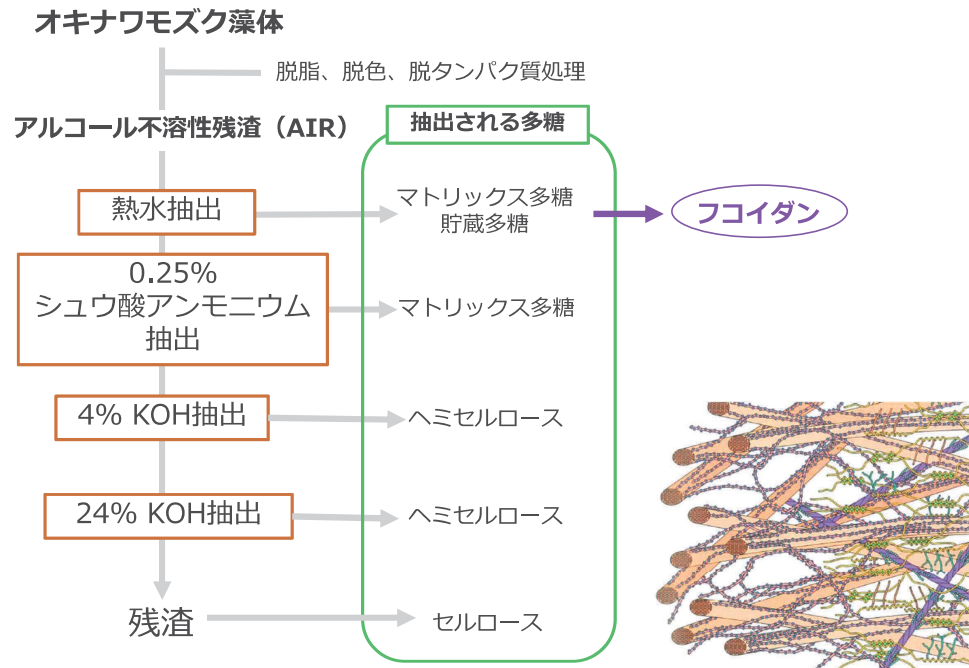 オキナワモズク藻体
脱脂、脱色、脱タンパク質処理
アルコール不溶性残渣（AIR）
抽出される多糖
熱水抽出
マトリックス多糖
貯蔵多糖
フコイダン
0.25%
シュウ酸アンモニウム
抽出
マトリックス多糖
4% KOH抽出
ヘミセルロース
24% KOH抽出
ヘミセルロース
残渣
セルロース